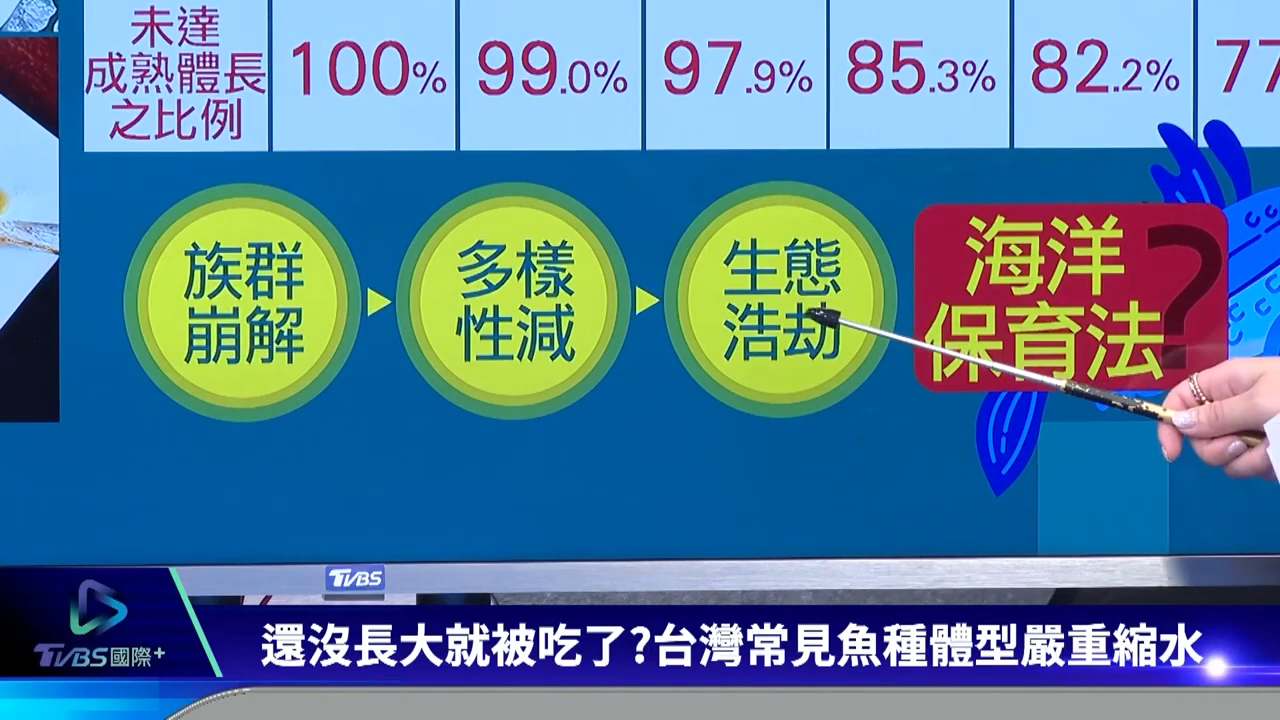 未達
成熟體長
之比例
100%
99.0%
97.9%
85.3%
82.2%
77
族群
崩解
多樣
性減
生態
浩劫
海洋
保育法
?
TVBS
TVBS國際+
還沒長大就被吃了?台灣常見魚種體型嚴重縮水